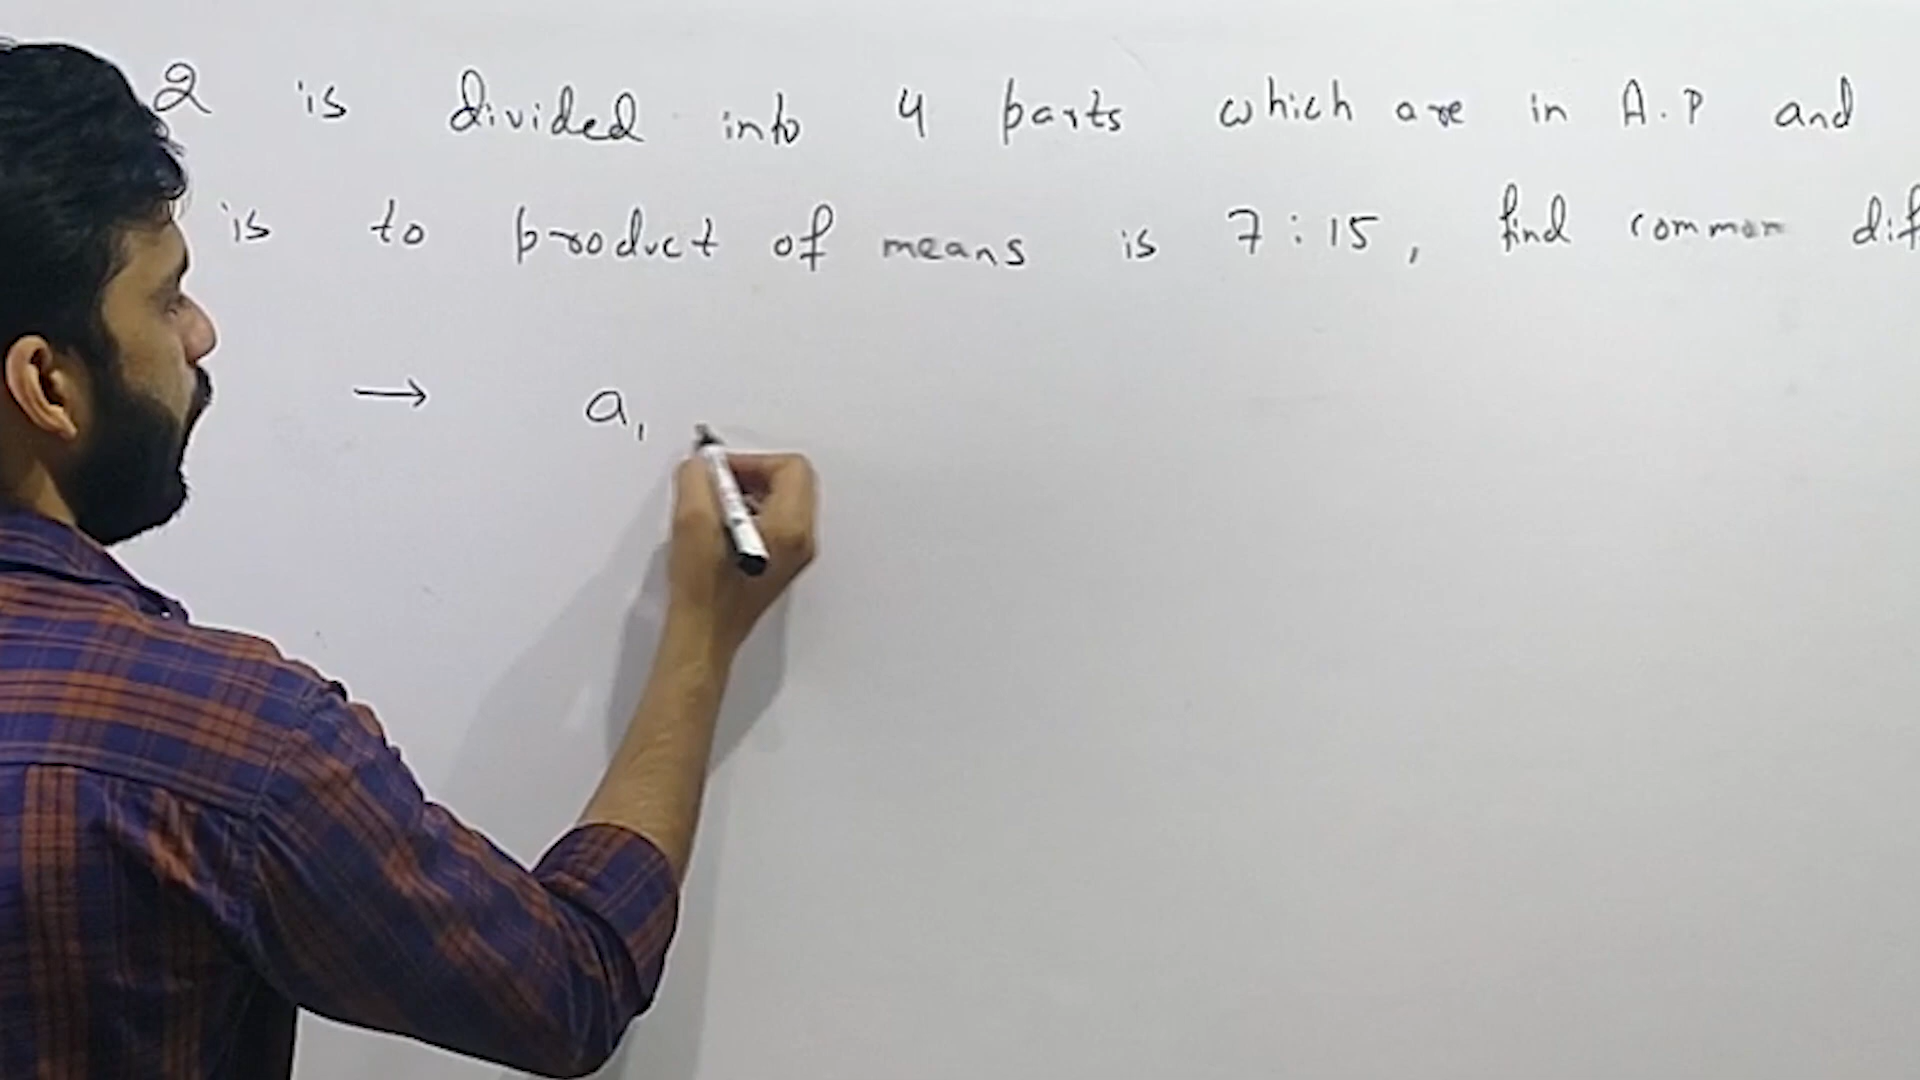 2 is divided into 4 parts which are in A.P and
is to product of means is 7:15, find common dif
→ a₁